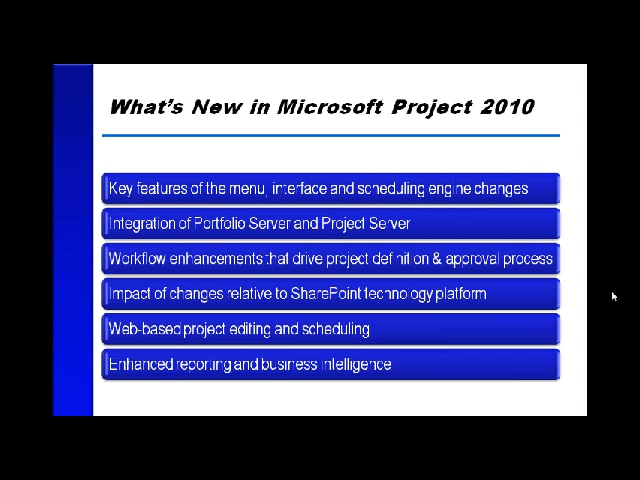 What's New in Microsoft Project 2010
Key features of the menu, interface and scheduling engine changes
Integration of Portfolio Server and Project Server
Workflow enhancements that drive project definition & approval process
Impact of changes relative to SharePoint technology platform
Web-based project editing and scheduling
Enhanced reporting and business intelligence